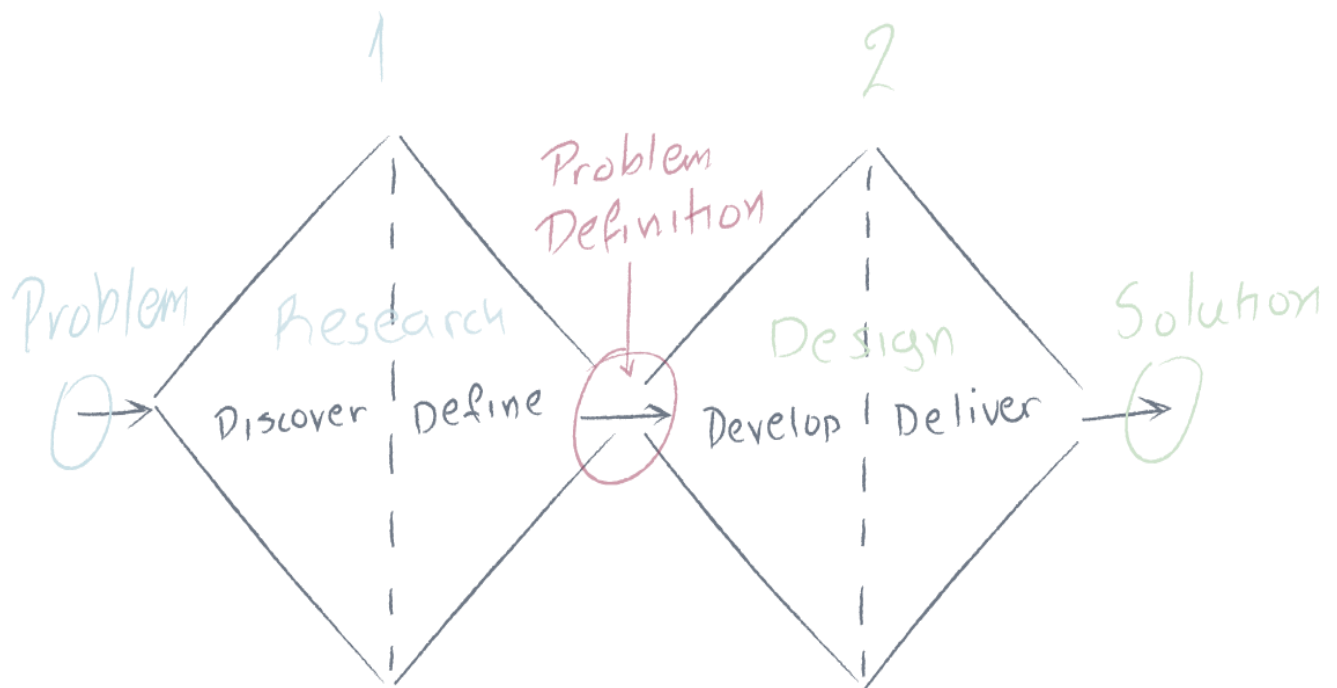 1
2
Problem
Definition
Problem
Research
Design
Solution
Discover
Define
Develop
Deliver